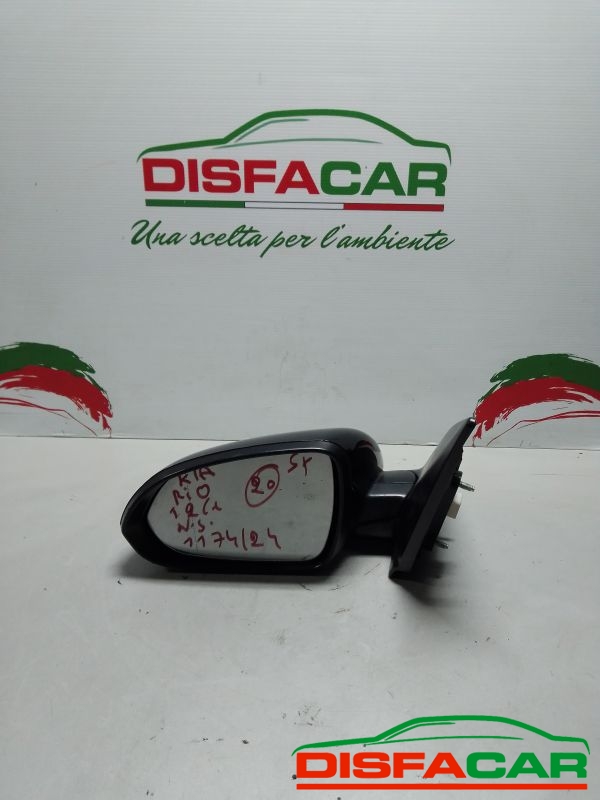 DISFACAR
Una scelta per l'ambiente
KIA
RiO
20
SX
N.S.
1174/24
DISFACAR